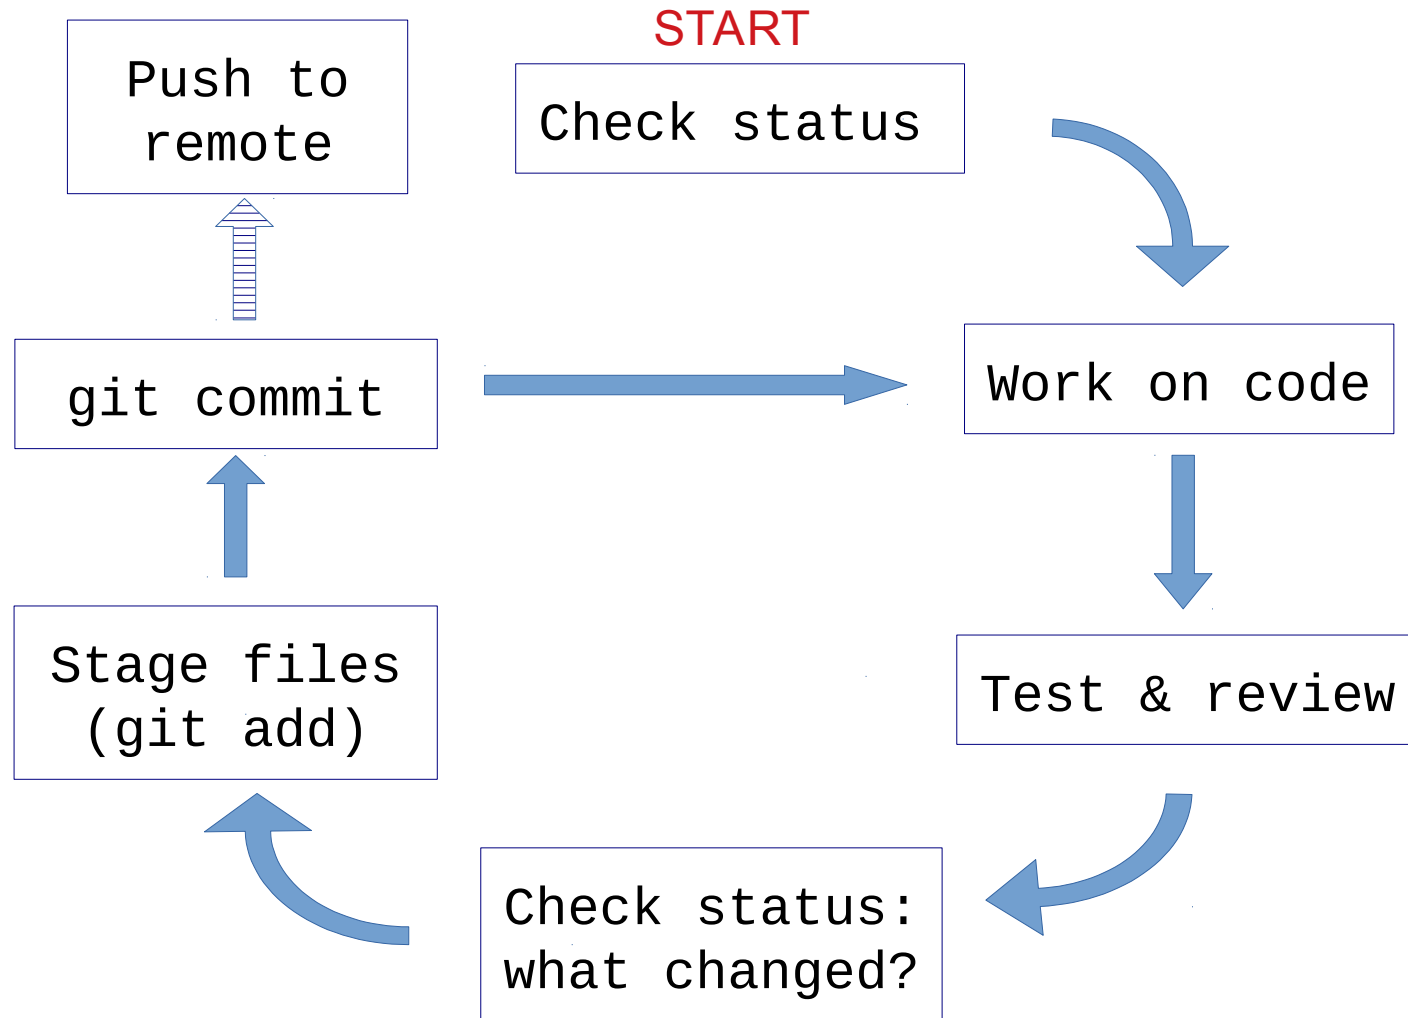 START
Check status
Work on code
Test & review
Check status:
what changed?
Stage files
(git add)
git commit
Push to
remote